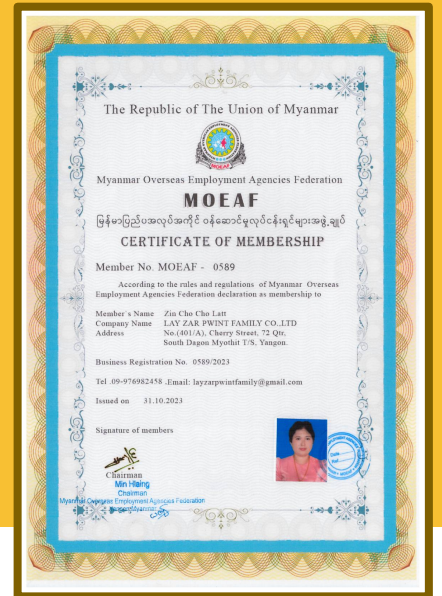 The Republic of The Union of Myanmar
MOEAF
Myanmar Overseas Employment Agencies Federation
MOEAF
မြန်မာပြည်ပအလုပ်အကိုင် ဝန်ဆောင်မှုလုပ်ငန်းရှင်များအဖွဲ့ချုပ်
CERTIFICATE OF MEMBERSHIP
Member No. MOEAF - 0589
According to the rules and regulations of Myanmar Overseas
Employment Agencies Federation declaration as membership to
Member's Name Zin Cho Cho Latt
Company Name LAY ZAR PWINT FAMILY CO.,LTD
Address No.(401/A), Cherry Street, 72 Qtr,
South Dagon Myothit T/S, Yangon.
Business Registration No. 0589/2023
Tel .09-976982458 .Email: layzarpwintfamily@gmail.com
Issued on 31.10.2023
Signature of members
Chairman
Min Hlaing
Chairman
Myanmar Overseas Employment Agencies Federation